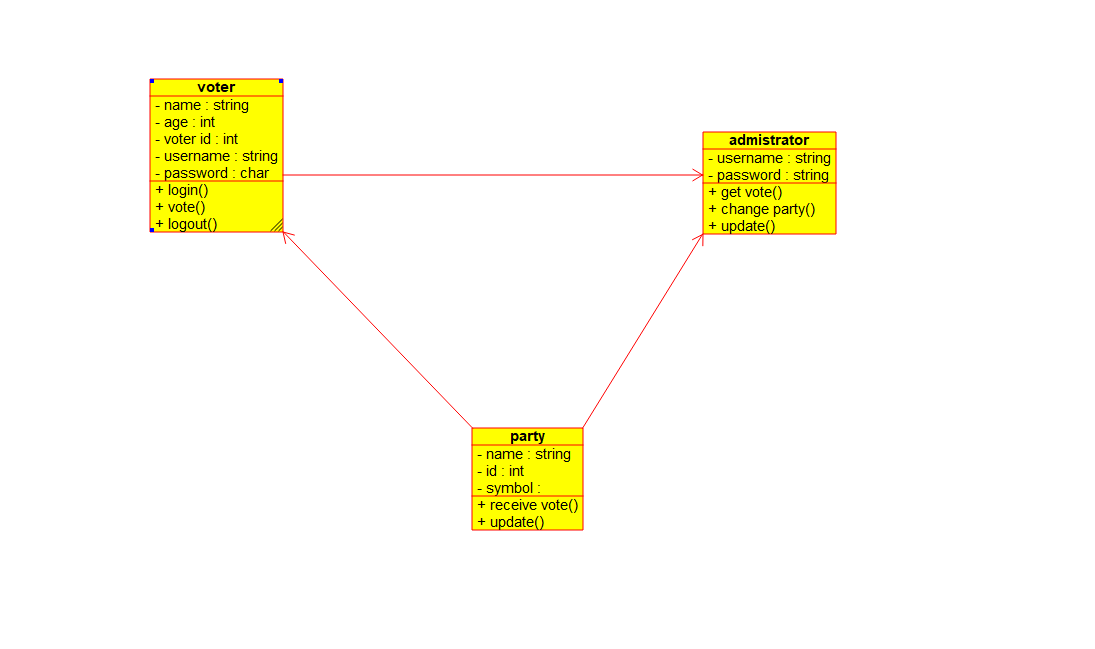 voter
- name : string
- age : int
- voter id : int
- username : string
- password : char
+ login()
+ vote()
+ logout()
admistrator
- username : string
- password : string
+ get vote()
+ change party()
+ update()
party
- name : string
- id : int
- symbol :
+ receive vote()
+ update()